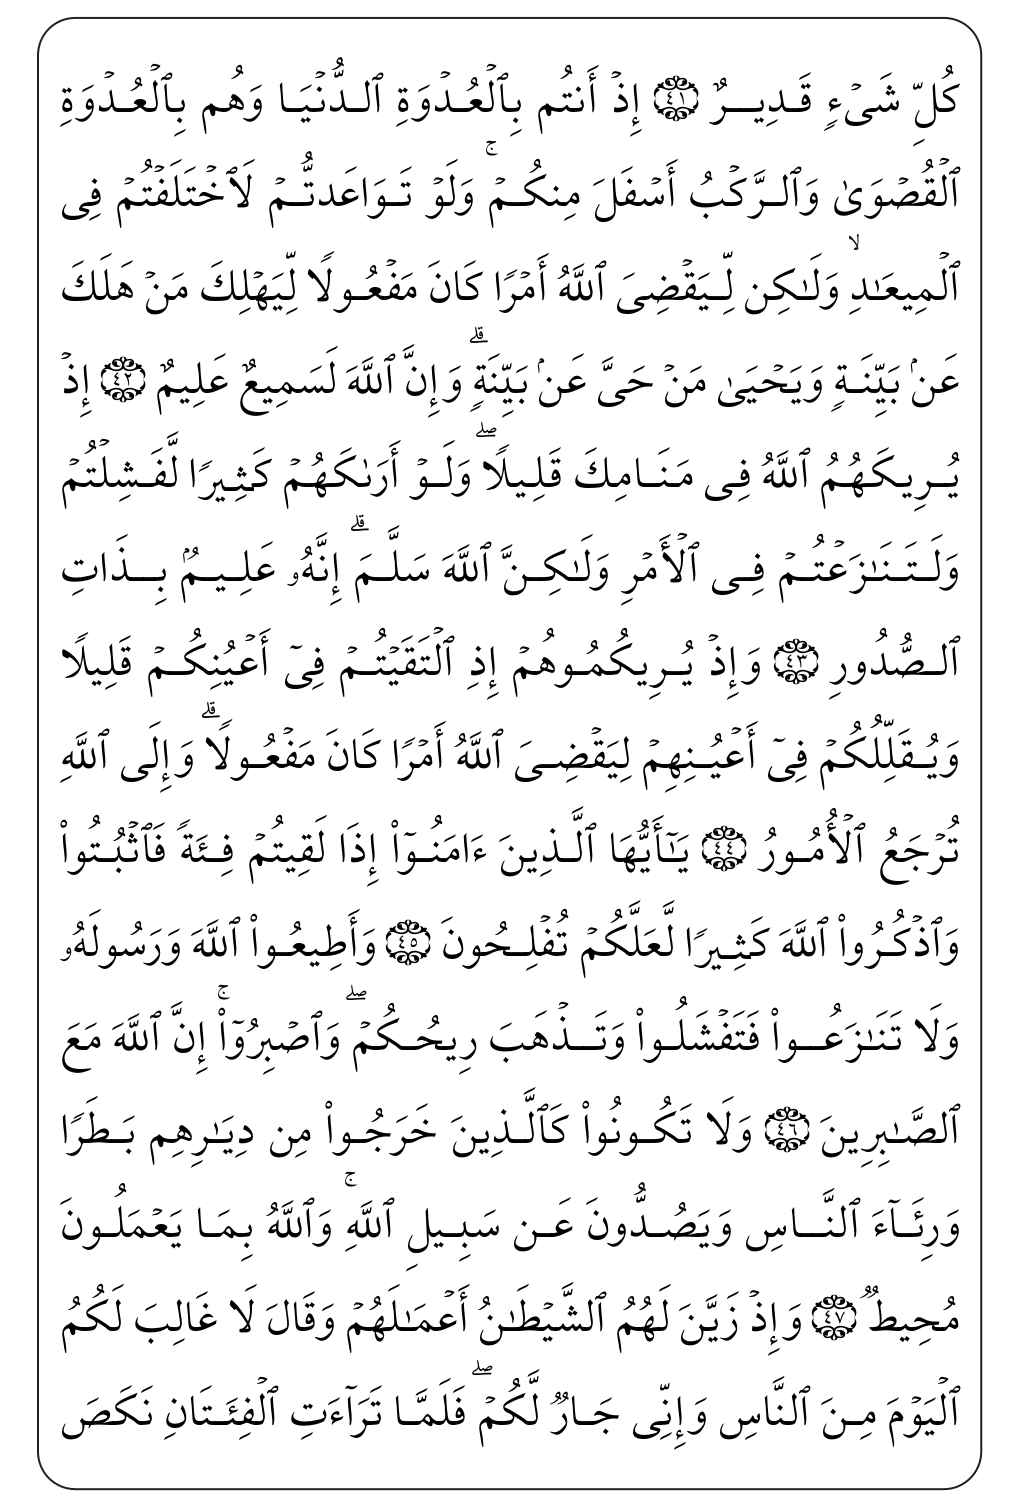 كُلِّ شَىۡءٍ قَدِيرٌ ٤١ إِذۡ أَنتُم بِٱلۡعُدۡوَةِ ٱلدُّنۡيَا وَهُم بِٱلۡعُدۡوَةِ
ٱلۡقُصۡوَىٰ وَٱلرَّكۡبُ أَسۡفَلَ مِنكُمۡۚ وَلَوۡ تَوَاعَدتُّمۡ لَٱخۡتَلَفۡتُمۡ فِى
ٱلۡمِيعَـٰدِۙ وَلَـٰكِن لِّيَقۡضِىَ ٱللَّهُ أَمۡرًا كَانَ مَفۡعُولًا لِّيَهۡلِكَ مَنۡ هَلَكَ
عَنۢ بَيِّنَةٍ وَيَحۡيَىٰ مَنۡ حَىَّ عَنۢ بَيِّنَةٍۗ وَإِنَّ ٱللَّهَ لَسَمِيعٌ عَلِيمٌ ٤٢ إِذۡ
يُرِيكَهُمُ ٱللَّهُ فِى مَنَامِكَ قَلِيلًاۖ وَلَوۡ أَرَىٰكَهُمۡ كَثِيرًا لَّفَشِلۡتُمۡ
وَلَتَنَـٰزَعۡتُمۡ فِى ٱلۡأَمۡرِ وَلَـٰكِنَّ ٱللَّهَ سَلَّمَۗ إِنَّهُۥ عَلِيمُۢ بِذَاتِ
ٱلصُّدُورِ ٤٣ وَإِذۡ يُرِيكُمُوهُمۡ إِذِ ٱلۡتَقَيۡتُمۡ فِىٓ أَعۡيُنِكُمۡ قَلِيلًا
وَيُقَلِّلُكُمۡ فِىٓ أَعۡيُنِهِمۡ لِيَقۡضِىَ ٱللَّهُ أَمۡرًا كَانَ مَفۡعُولًاۗ وَإِلَى ٱللَّهِ
تُرۡجَعُ ٱلۡأُمُورُ ٤٤ يَـٰٓأَيُّهَا ٱلَّذِينَ ءَامَنُوٓاْ إِذَا لَقِيتُمۡ فِئَةً فَٱثۡبُتُواْ
وَٱذۡكُرُواْ ٱللَّهَ كَثِيرًا لَّعَلَّكُمۡ تُفۡلِحُونَ ٤٥ وَأَطِيعُواْ ٱللَّهَ وَرَسُولَهُۥ
وَلَا تَنَـٰزَعُواْ فَتَفۡشَلُواْ وَتَذۡهَبَ رِيحُكُمۡۖ وَٱصۡبِرُوٓاْۚ إِنَّ ٱللَّهَ مَعَ
ٱلصَّـٰبِرِينَ ٤٦ وَلَا تَكُونُواْ كَٱلَّذِينَ خَرَجُواْ مِن دِيَـٰرِهِم بَطَرًا
وَرِئَآءَ ٱلنَّاسِ وَيَصُدُّونَ عَن سَبِيلِ ٱللَّهِۚ وَٱللَّهُ بِمَا يَعۡمَلُونَ
مُحِيطٌ ٤٧ وَإِذۡ زَيَّنَ لَهُمُ ٱلشَّيۡطَـٰنُ أَعۡمَـٰلَهُمۡ وَقَالَ لَا غَالِبَ لَكُمُ
ٱلۡيَوۡمَ مِنَ ٱلنَّاسِ وَإِنِّى جَارٌ لَّكُمۡۖ فَلَمَّا تَرَآءَتِ ٱلۡفِئَتَانِ نَكَصَ